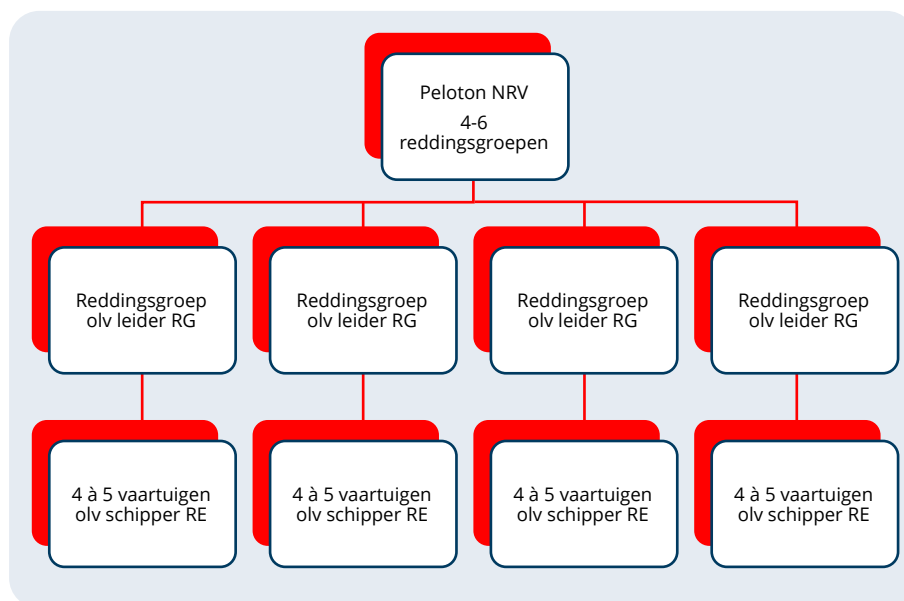 Peloton NRV
4-6
reddingsgroepen
Reddingsgroep
olv leider RG
Reddingsgroep
olv leider RG
Reddingsgroep
olv leider RG
Reddingsgroep
olv leider RG
4 à 5 vaartuigen
olv schipper RE
4 à 5 vaartuigen
olv schipper RE
4 à 5 vaartuigen
olv schipper RE
4 à 5 vaartuigen
olv schipper RE